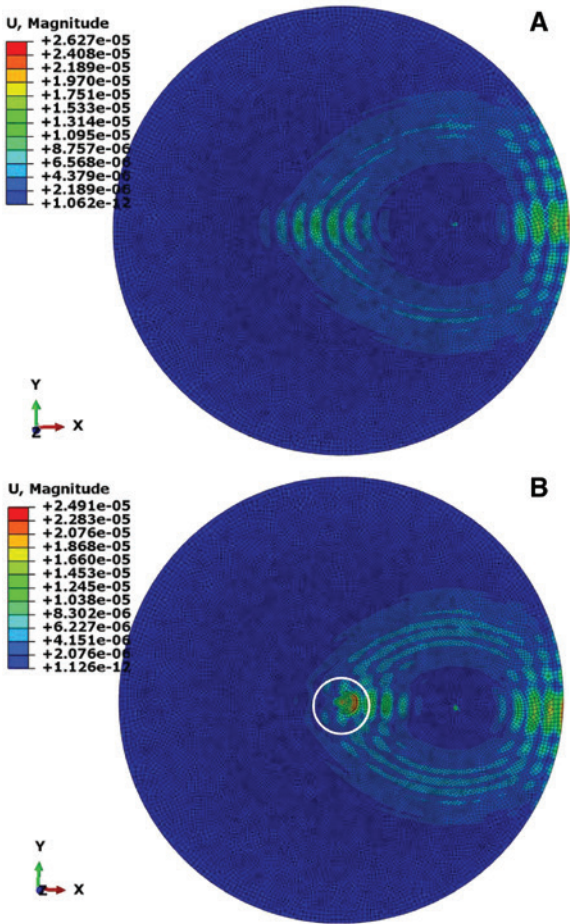 U, Magnitude
A
+2.627e-05
+2.408e-05
+2.189e-05
+1.970e-05
+1.751e-05
+1.533e-05
+1.314e-05
+1.095e-05
+8.757e-06
+6.568e-06
+4.379e-06
+2.189e-06
+1.062e-12
Y
Z X
U, Magnitude
B
+2.491e-05
+2.283e-05
+2.076e-05
+1.868e-05
+1.660e-05
+1.453e-05
+1.245e-05
+1.038e-05
+8.302e-06
+6.227e-06
+4.151e-06
+2.076e-06
+1.126e-12
Y
Z X